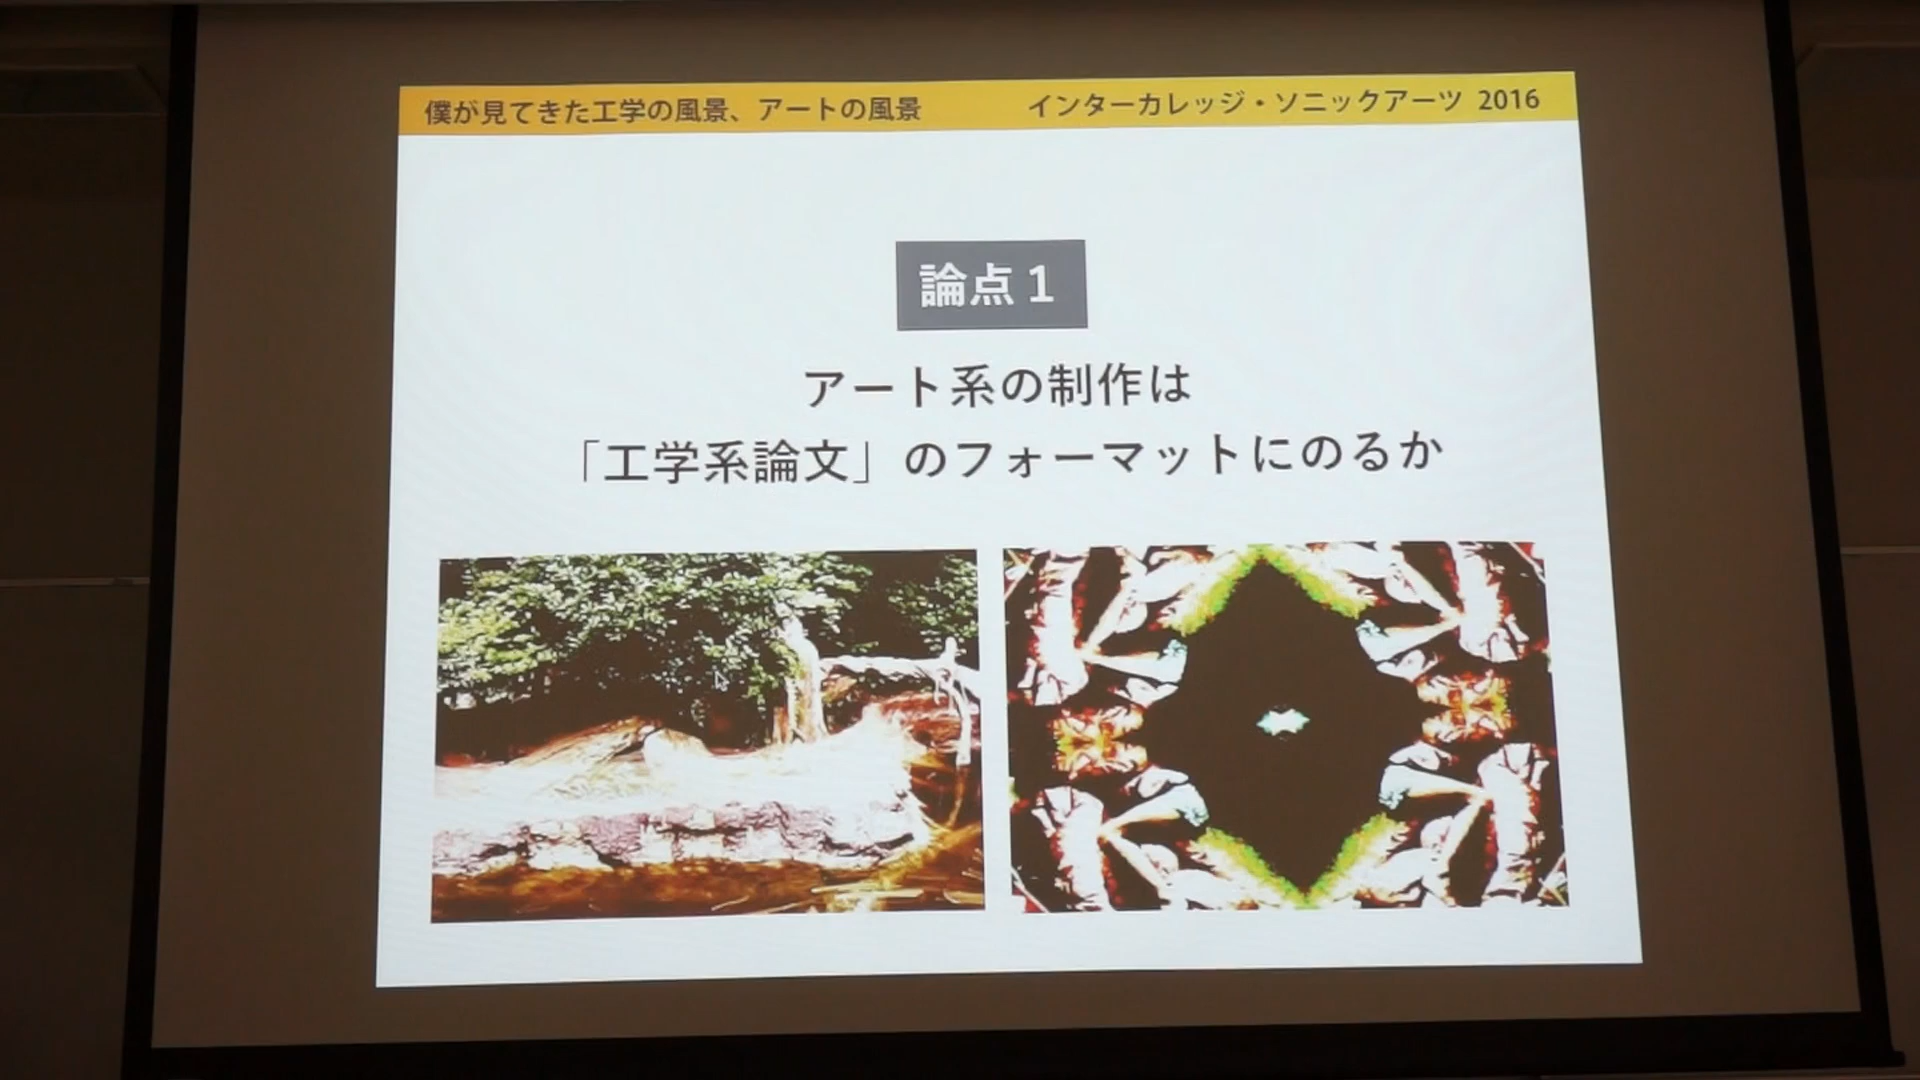 僕が見てきた工学の風景、アートの風景
インターカレッジ・ソニックアーツ 2016
論点1
アート系の制作は
「工学系論文」のフォーマットにのるか